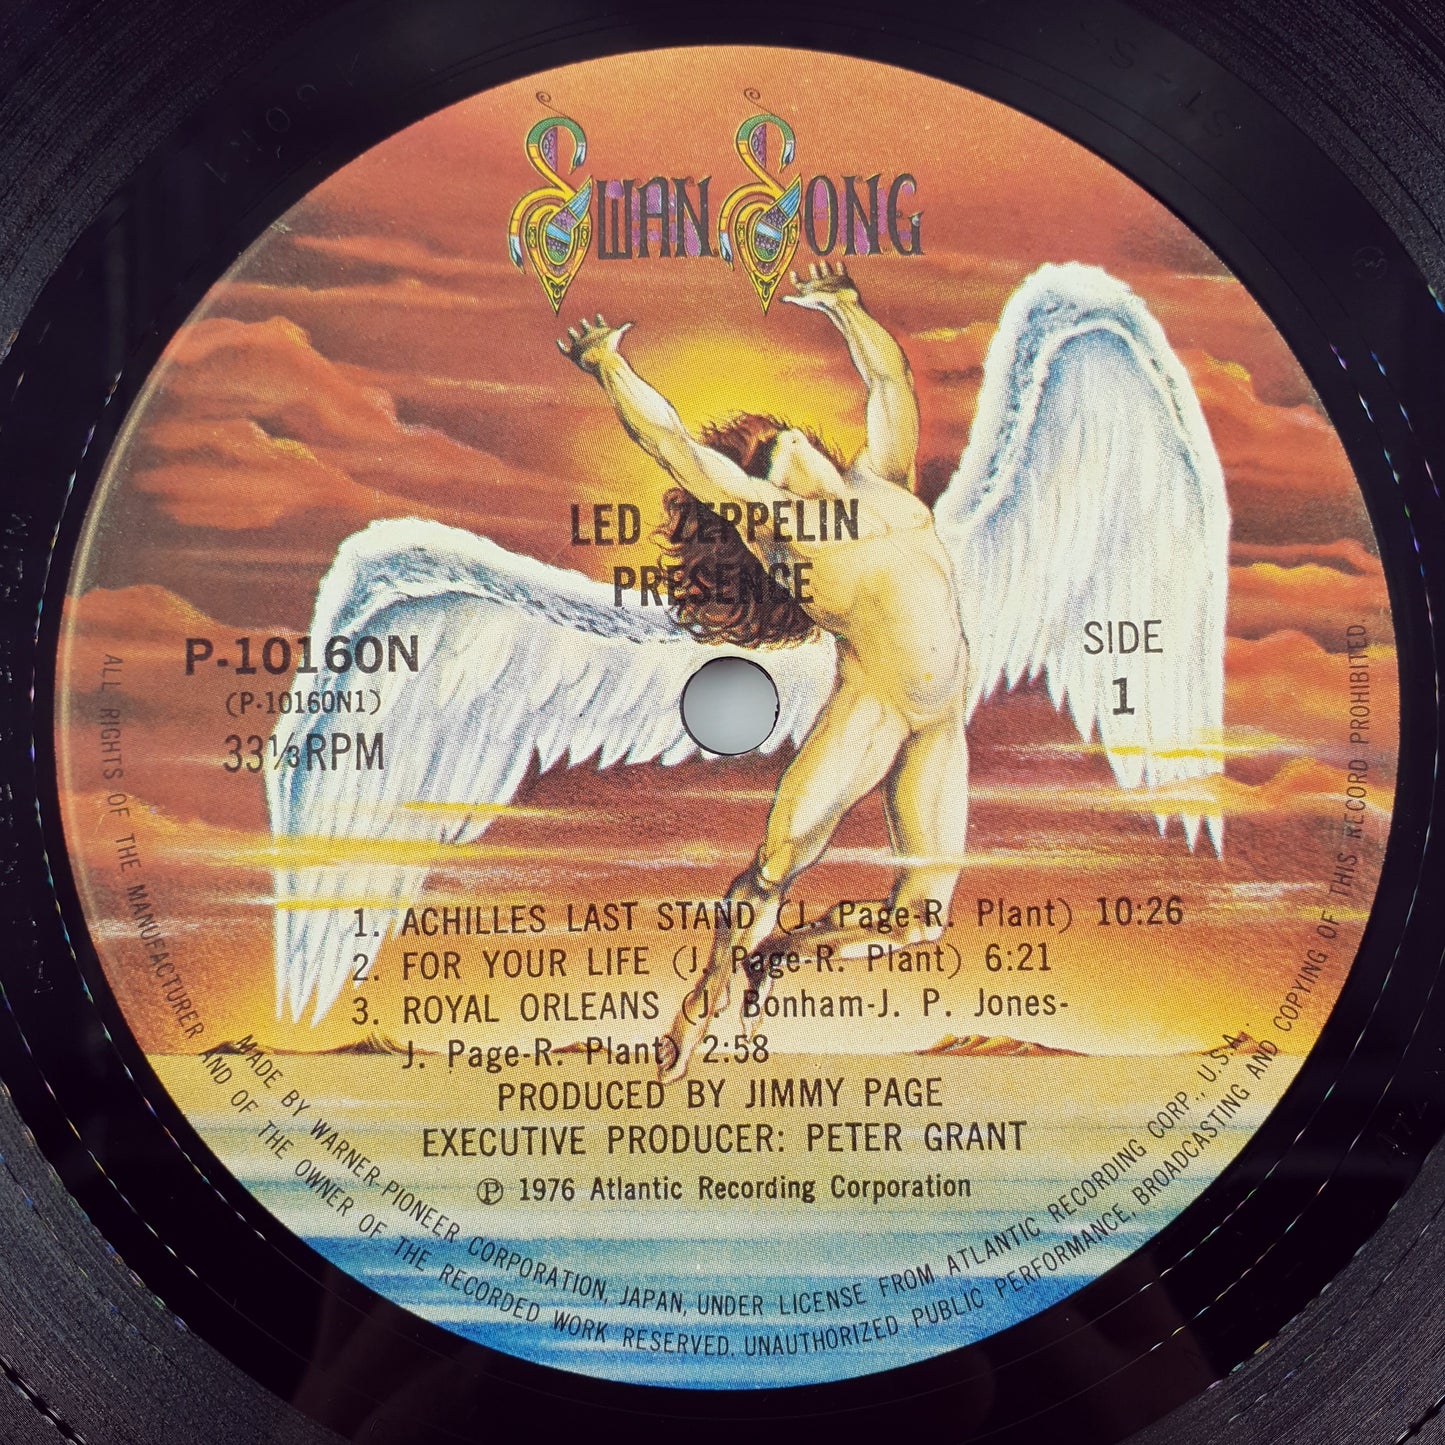 SWAN SONG
LED ZEPPELIN
PRESENCE
P-10160N
(P-10160N1)
33⅓RPM
SIDE
1
1. ACHILLES LAST STAND (J. Page-R. Plant) 10:26
2. FOR YOUR LIFE (J. Page-R. Plant) 6:21
3. ROYAL ORLEANS (J. Bonham-J. P. Jones-
J. Page-R. Plant) 2:58
PRODUCED BY JIMMY PAGE
EXECUTIVE PRODUCER: PETER GRANT
℗ 1976 Atlantic Recording Corporation
MADE BY WARNER-PIONEER CORPORATION, JAPAN, UNDER LICENSE FROM ATLANTIC RECORDING CORP., U.S.A.
ALL RIGHTS OF THE MANUFACTURER AND OF THE OWNER OF THE RECORDED WORK RESERVED. UNAUTHORIZED PUBLIC PERFORMANCE, BROADCASTING AND COPYING OF THIS RECORD PROHIBITED.